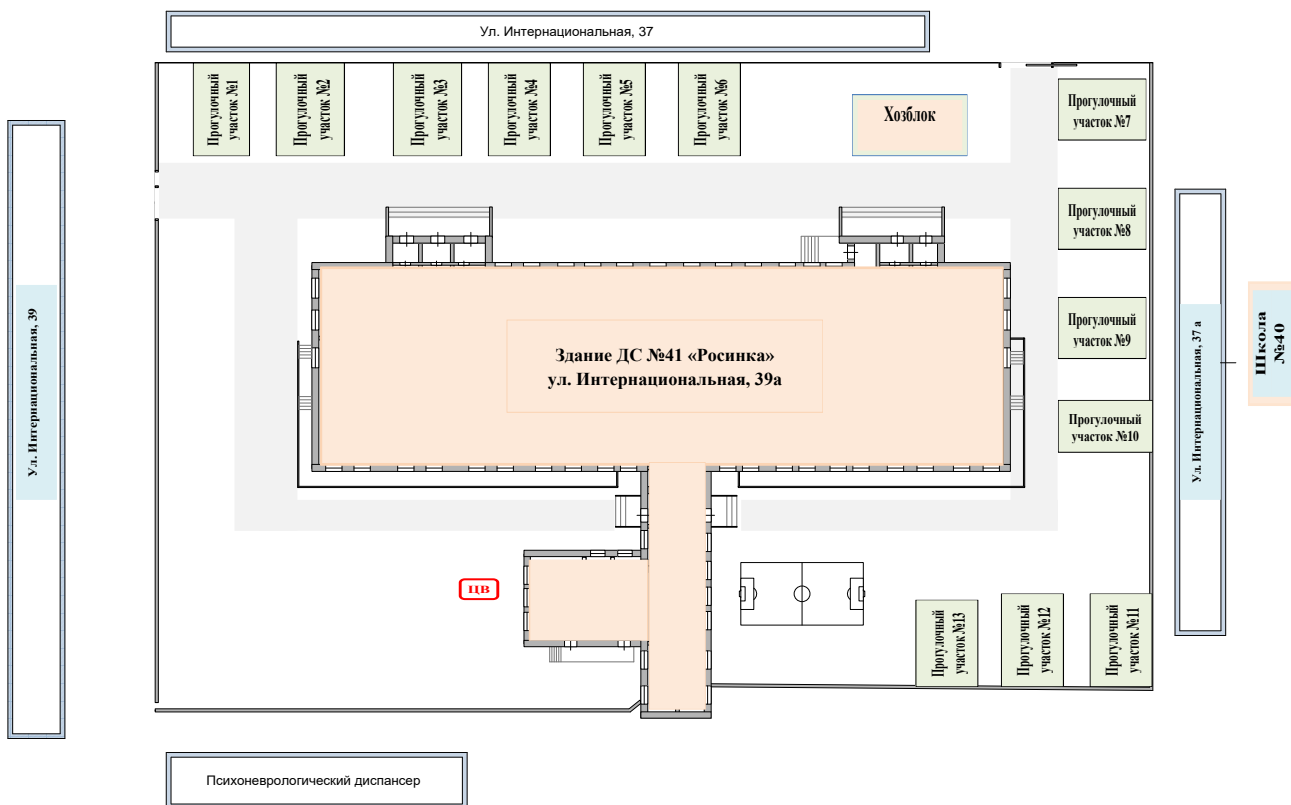 Ул. Интернациональная, 37
Прогулочный
участок №1
Прогулочный
участок №2
Прогулочный
участок №3
Прогулочный
участок №4
Прогулочный
участок №5
Прогулочный
участок №6
Хозблок
Прогулочный
участок №7
Прогулочный
участок №8
Прогулочный
участок №9
Прогулочный
участок №10
Ул. Интернациональная, 39
Здание ДС №41 «Росинка»
ул. Интернациональная, 39а
Ул. Интернациональная, 37 а
Школа
№40
ЦВ
Прогулочный
участок №13
Прогулочный
участок №12
Прогулочный
участок №11
Психоневрологический диспансер